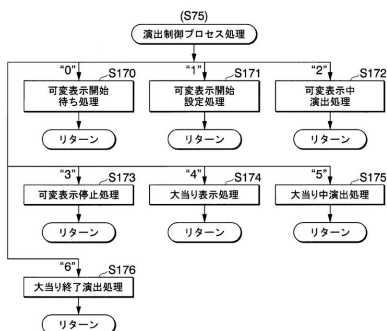 (S75)
演出制御プロセス処理
“0” S170
可変表示開始
待ち処理
リターン
“1” S171
可変表示開始
設定処理
リターン
“2” S172
可変表示中
演出処理
リターン
“3” S173
可変表示停止処理
リターン
“4” S174
大当り表示処理
リターン
“5” S175
大当り中演出処理
リターン
“6” S176
大当り終了演出処理
リターン